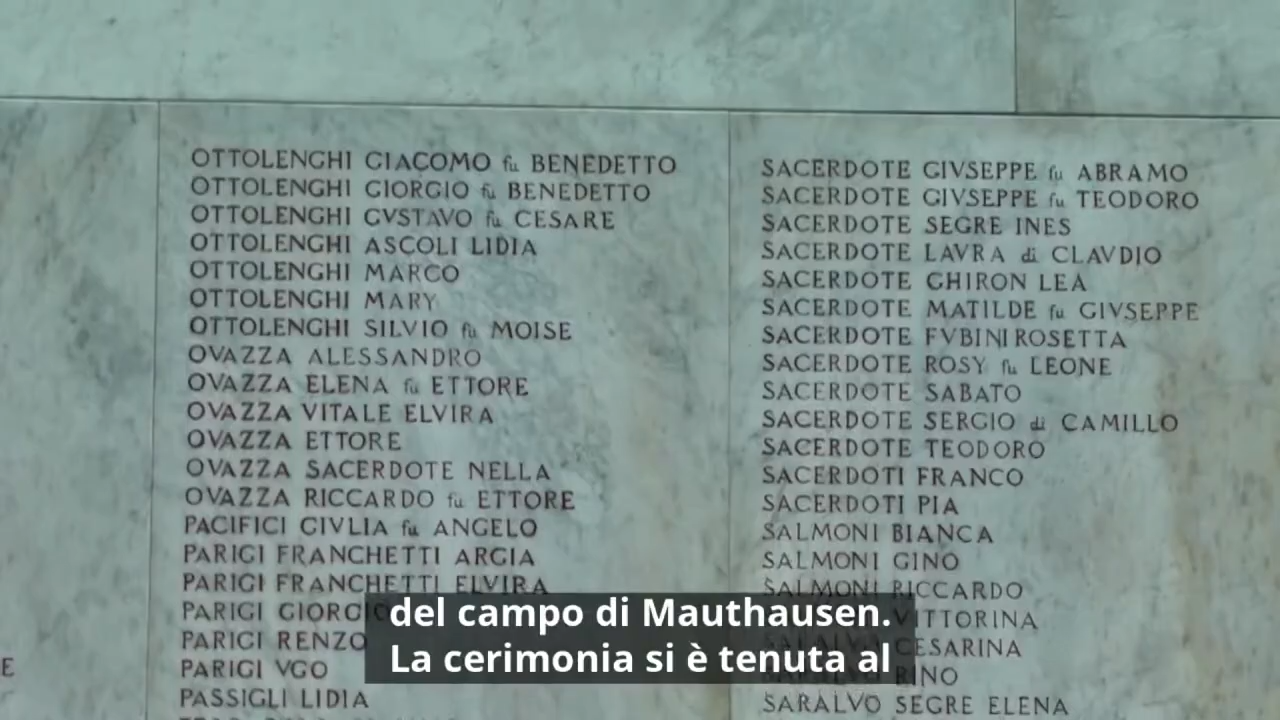 OTTOLENGHI GIACOMO fu BENEDETTO
OTTOLENGHI GIORGIO fu BENEDETTO
OTTOLENGHI GVSTAVO fu CESARE
OTTOLENGHI ASCOLI LIDIA
OTTOLENGHI MARCO
OTTOLENGHI MARY
OTTOLENGHI SILVIO fu MOISE
OVAZZA ALESSANDRO
OVAZZA ELENA fu ETTORE
OVAZZA VITALE ELVIRA
OVAZZA ETTORE
OVAZZA SACERDOTE NELLA
OVAZZA RICCARDO fu ETTORE
PACIFICI GIVLIA fu ANGELO
PARIGI FRANCHETTI ARGIA
PARIGI FRANCHETTI ELVIRA
PARIGI
PARIGI RENZO
PARIGI VGO
PASSIGLI LIDIA
SACERDOTE GIVSEPPE fu ABRAMO
SACERDOTE GIVSEPPE fu TEODORO
SACERDOTE SEGRE INES
SACERDOTE LAVRA di CLAVDIO
SACERDOTE GHIRON LEA
SACERDOTE MATILDE fu GIVSEPPE
SACERDOTE FVBINI ROSETTA
SACERDOTE ROSY fu LEONE
SACERDOTE SABATO
SACERDOTE SERGIO di CAMILLO
SACERDOTE TEODORO
SACERDOTI FRANCO
SACERDOTI PIA
SALMONI BIANCA
SALMONI GINO
SALMONI RICCARDO
VITTORINA
CESARINA
SARALVO SEGRE ELENA
E
del campo di Mauthausen.
La cerimonia si è tenuta al